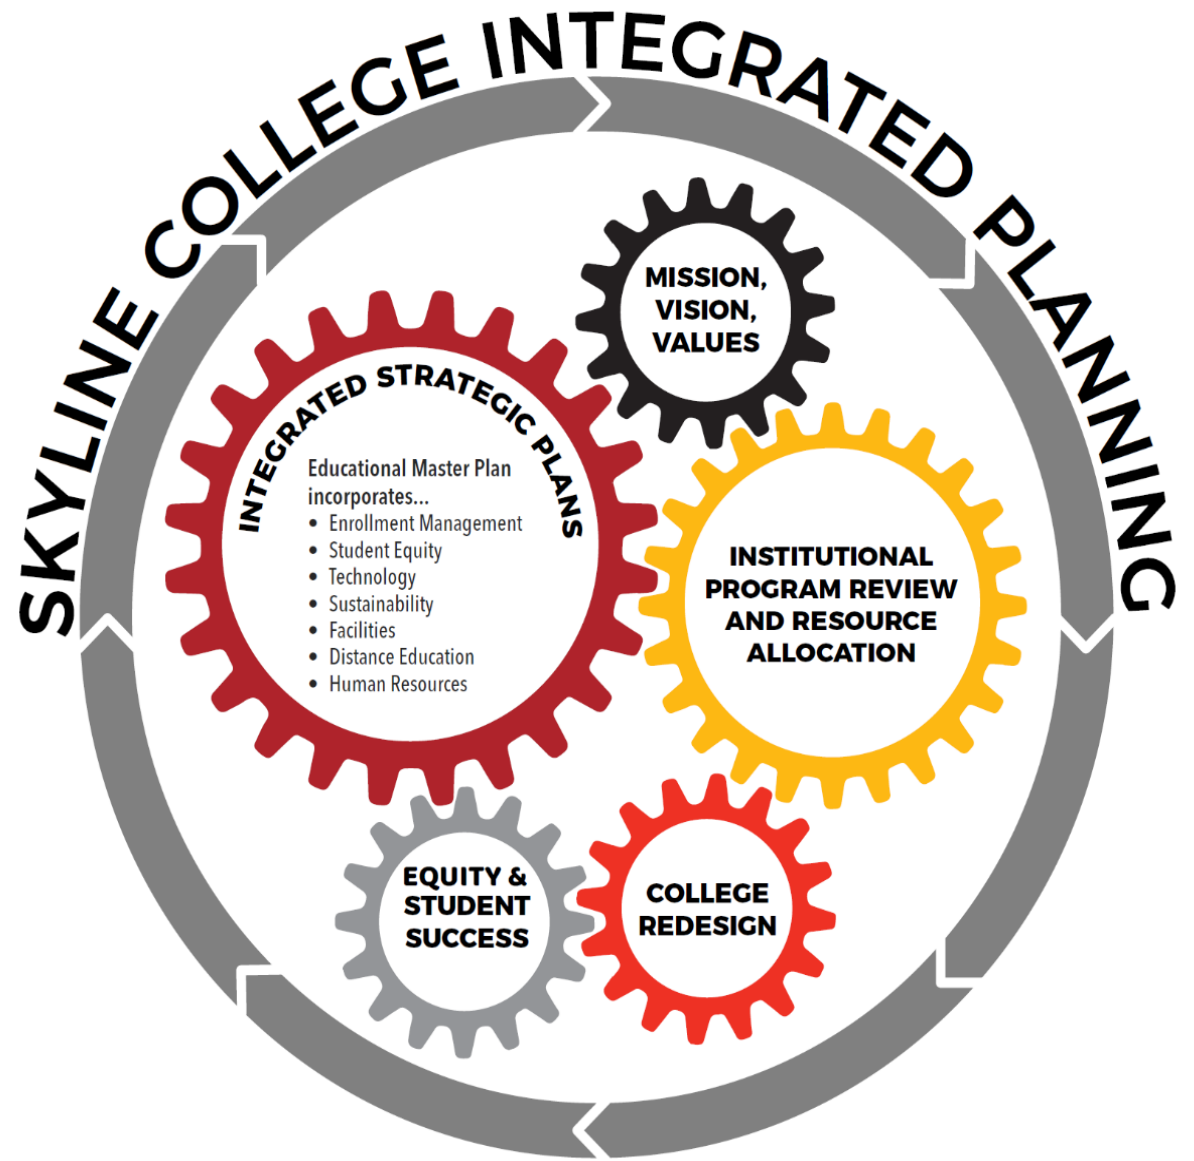 SKYLINE COLLEGE INTEGRATED PLANNING
MISSION,
VISION,
VALUES
INTEGRATED STRATEGIC PLANS
Educational Master Plan
incorporates...
• Enrollment Management
• Student Equity
• Technology
• Sustainability
• Facilities
• Distance Education
• Human Resources
INSTITUTIONAL
PROGRAM REVIEW
AND RESOURCE
ALLOCATION
EQUITY &
STUDENT
SUCCESS
COLLEGE
REDESIGN